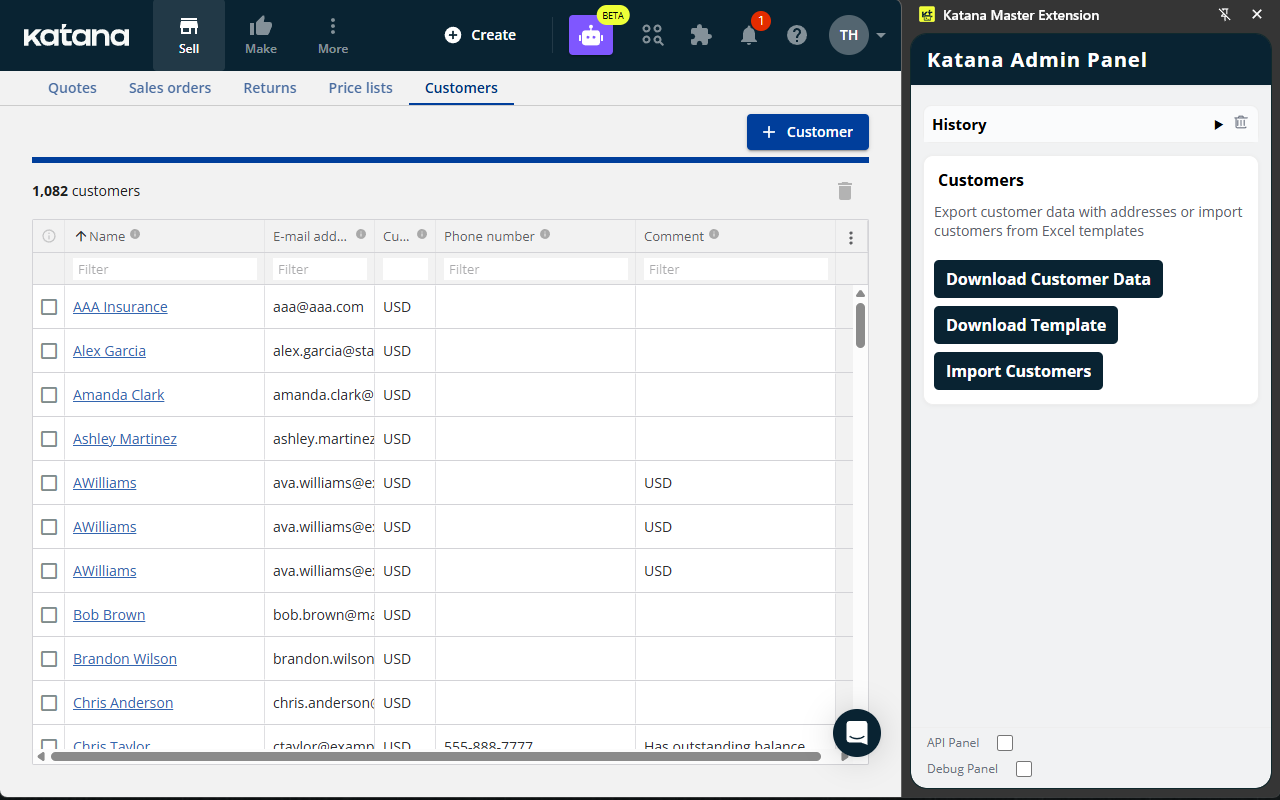 katana
Sell
Make
More
Create
BETA
1
TH
Katana Master Extension
Quotes
Sales orders
Returns
Price lists
Customers
+ Customer
1,082 customers
Name
E-mail add...
Cu...
Phone number
Comment
Filter
Filter
Filter
Filter
AAA Insurance aaa@aaa.com USD
Alex Garcia alex.garcia@sta USD
Amanda Clark amanda.clark@ USD
Ashley Martinez ashley.martinez USD
AWilliams ava.williams@e USD USD
AWilliams ava.williams@e USD USD
AWilliams ava.williams@e USD USD
Bob Brown bob.brown@ma USD
Brandon Wilson brandon.wilson USD
Chris Anderson chris.anderson USD
Chris Taylor ctaylor@examp USD 555-888-7777 Has outstanding balance
Katana Admin Panel
History
Customers
Export customer data with addresses or import
customers from Excel templates
Download Customer Data
Download Template
Import Customers
API Panel
Debug Panel